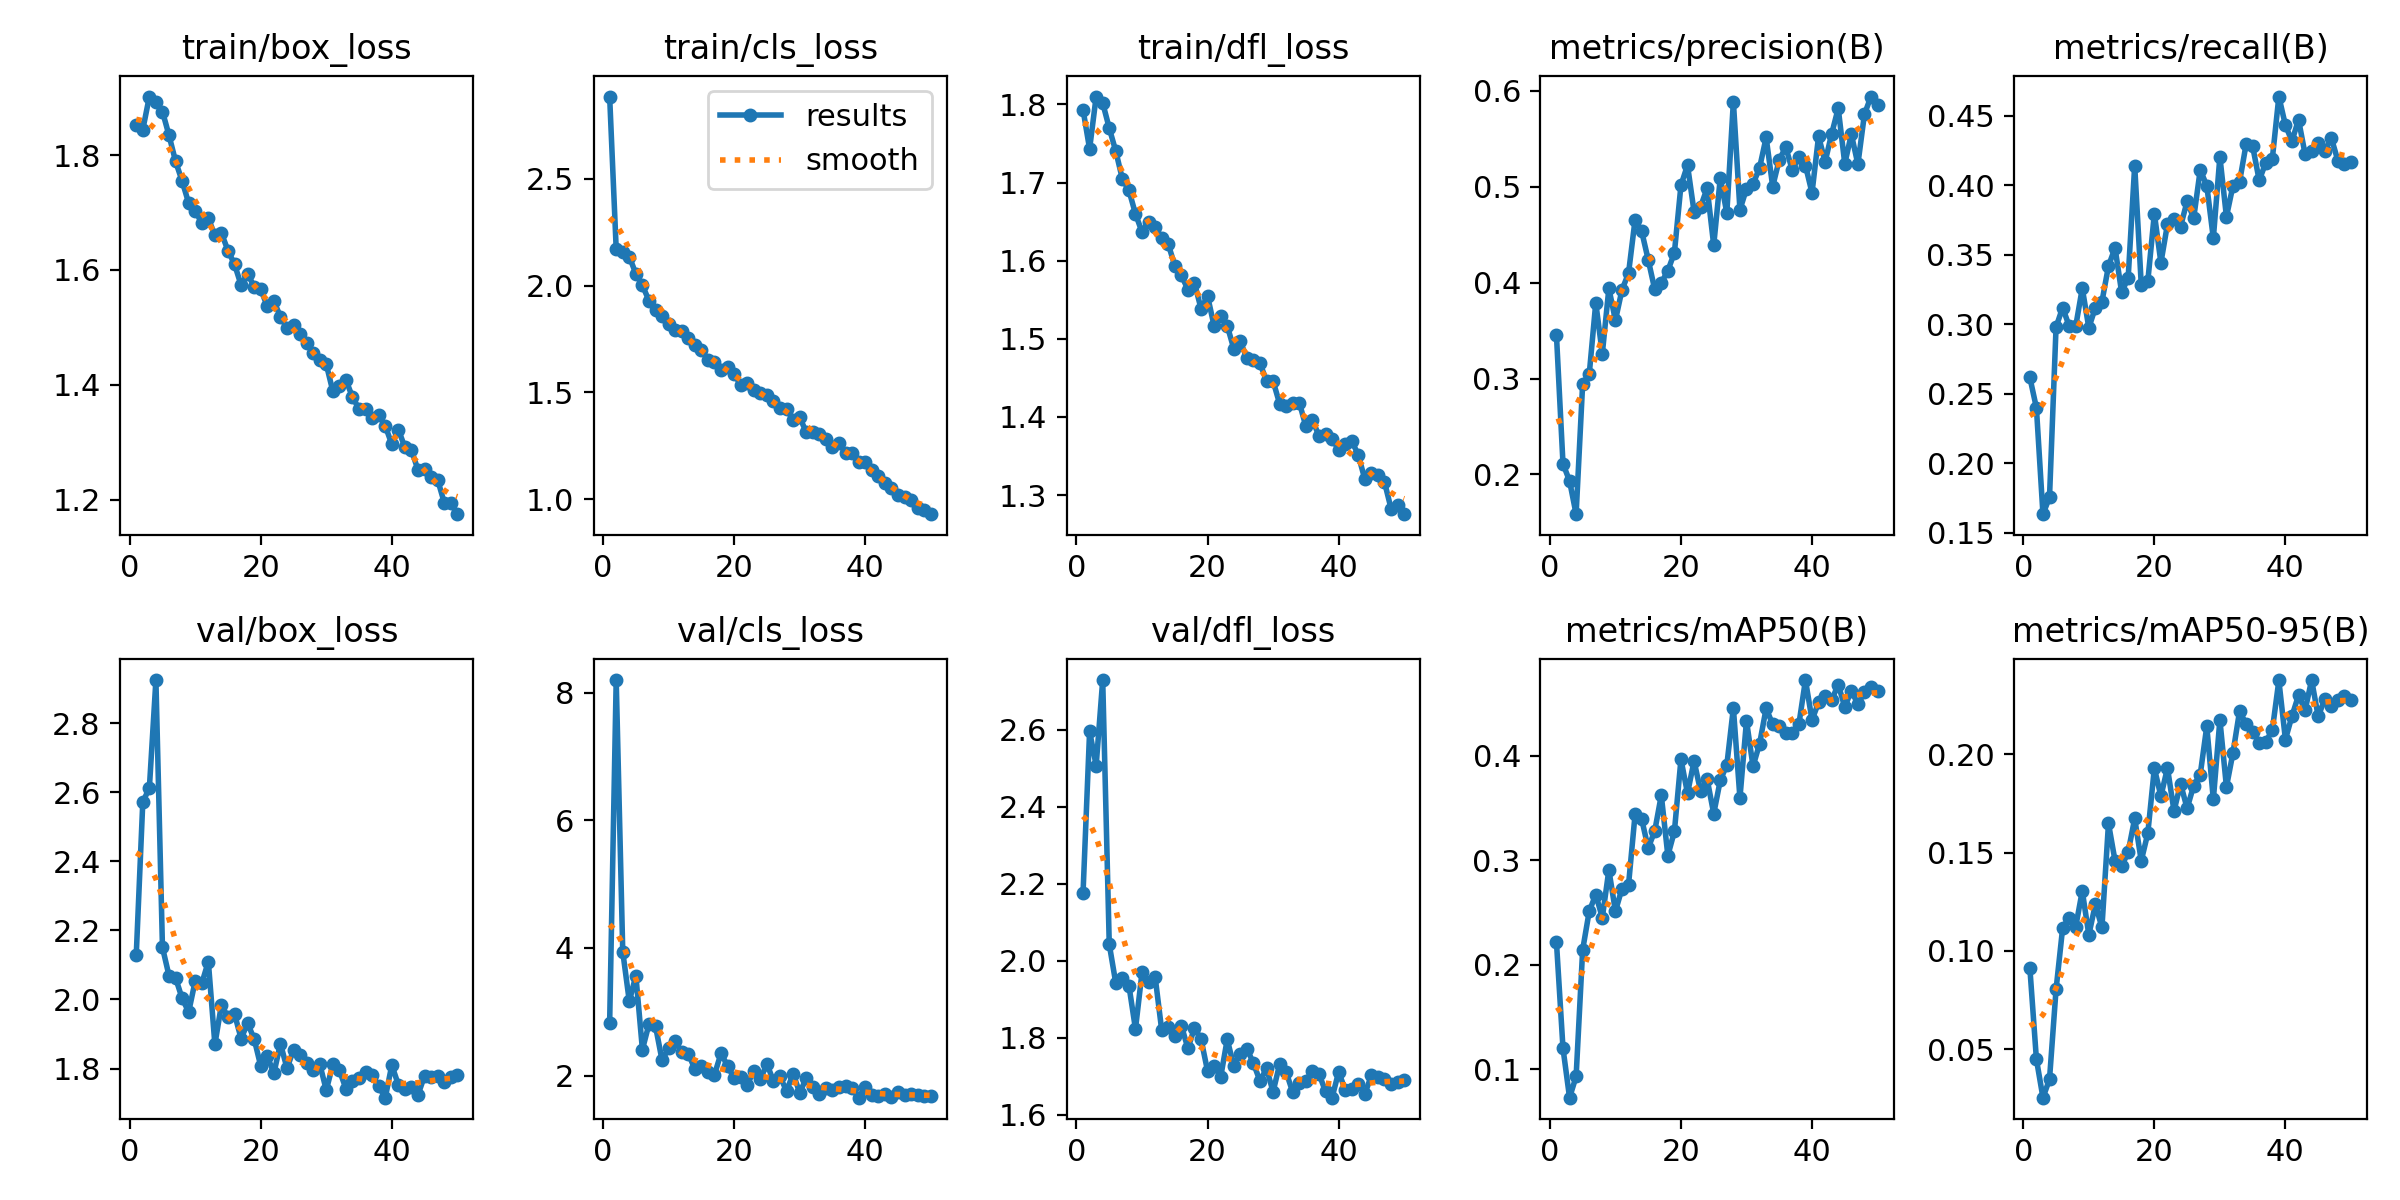 train/box_loss
train/cls_loss
train/dfl_loss
metrics/precision(B)
metrics/recall(B)
results
smooth
1.8
1.6
1.4
1.2
0 20 40
2.5
2.0
1.5
1.0
0 20 40
1.8
1.7
1.6
1.5
1.4
1.3
0 20 40
0.6
0.5
0.4
0.3
0.2
0 20 40
0.45
0.40
0.35
0.30
0.25
0.20
0.15
0 20 40
val/box_loss
val/cls_loss
val/dfl_loss
metrics/mAP50(B)
metrics/mAP50-95(B)
2.8
2.6
2.4
2.2
2.0
1.8
0 20 40
8
6
4
2
0 20 40
2.6
2.4
2.2
2.0
1.8
1.6
0 20 40
0.4
0.3
0.2
0.1
0 20 40
0.20
0.15
0.10
0.05
0 20 40